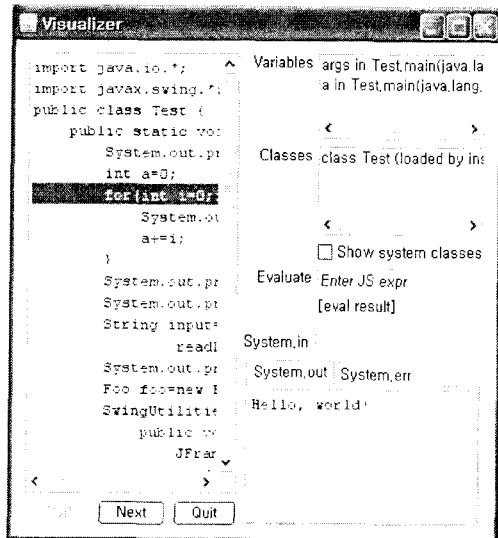 Visualizer
import java.io.*;
import javax.swing.*;
public class Test {
public static voi
System.out.pr
int a=0;
for(int i=0;
System.ou
a+=i;
}
System.out.pr
System.out.pr
String input=
readL
System.out.pr
Foo foo=new F
SwingUtilitie
public vo
JFram
Next
Quit
Variables
args in Test.main(java.la
a in Test.main(java.lang.
Classes
class Test (loaded by ins
Show system classes
Evaluate
Enter JS expr
[eval result]
System.in
System.out
System.err
Hello, world!